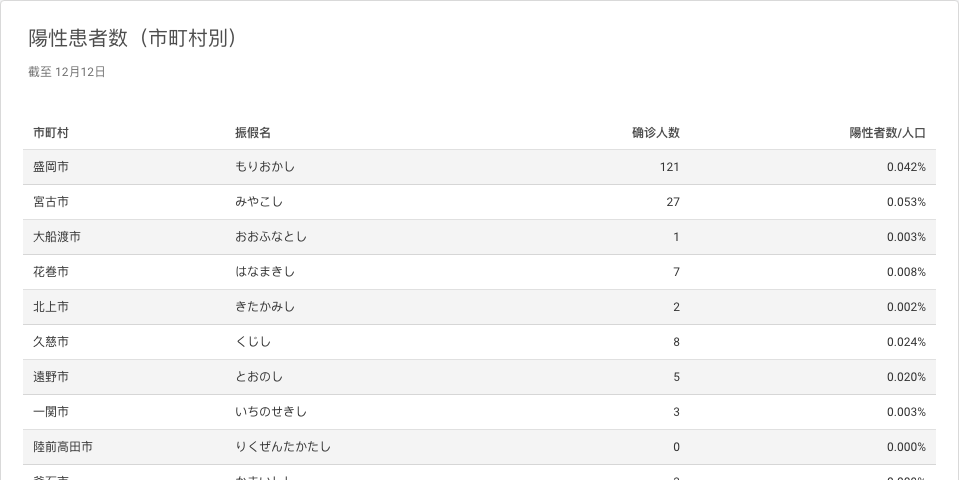 陽性患者数（市町村別）
截至 12月12日
市町村 振假名 确诊人数 陽性者数/人口
盛岡市 もりおかし 121 0.042%
宮古市 みやこし 27 0.053%
大船渡市 おおふなとし 1 0.003%
花巻市 はなまきし 7 0.008%
北上市 きたかみし 2 0.002%
久慈市 くじし 8 0.024%
遠野市 とおのし 5 0.020%
一関市 いちのせきし 3 0.003%
陸前高田市 りくぜんたかたし 0 0.000%